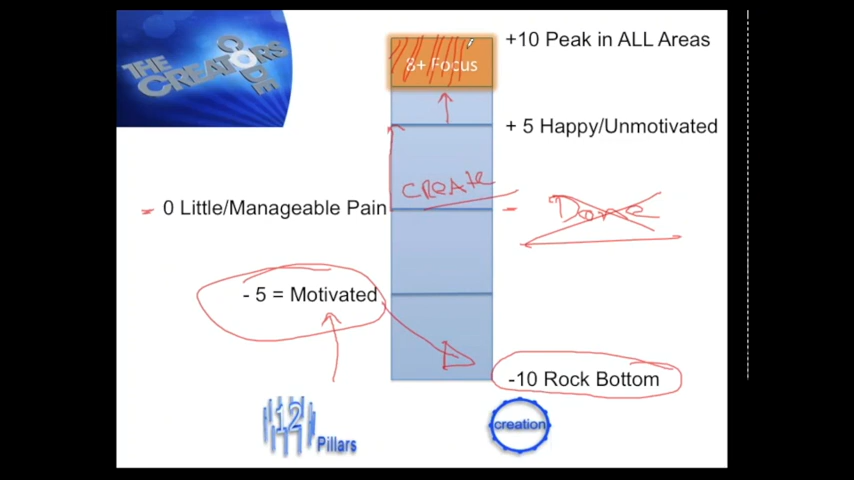 THE
CREATORS
CODE
8+ Focus
+10 Peak in ALL Areas
+ 5 Happy/Unmotivated
CREATE
= 0 Little/Manageable Pain
= Done
- 5 = Motivated
-10 Rock Bottom
12
Pillars
creation